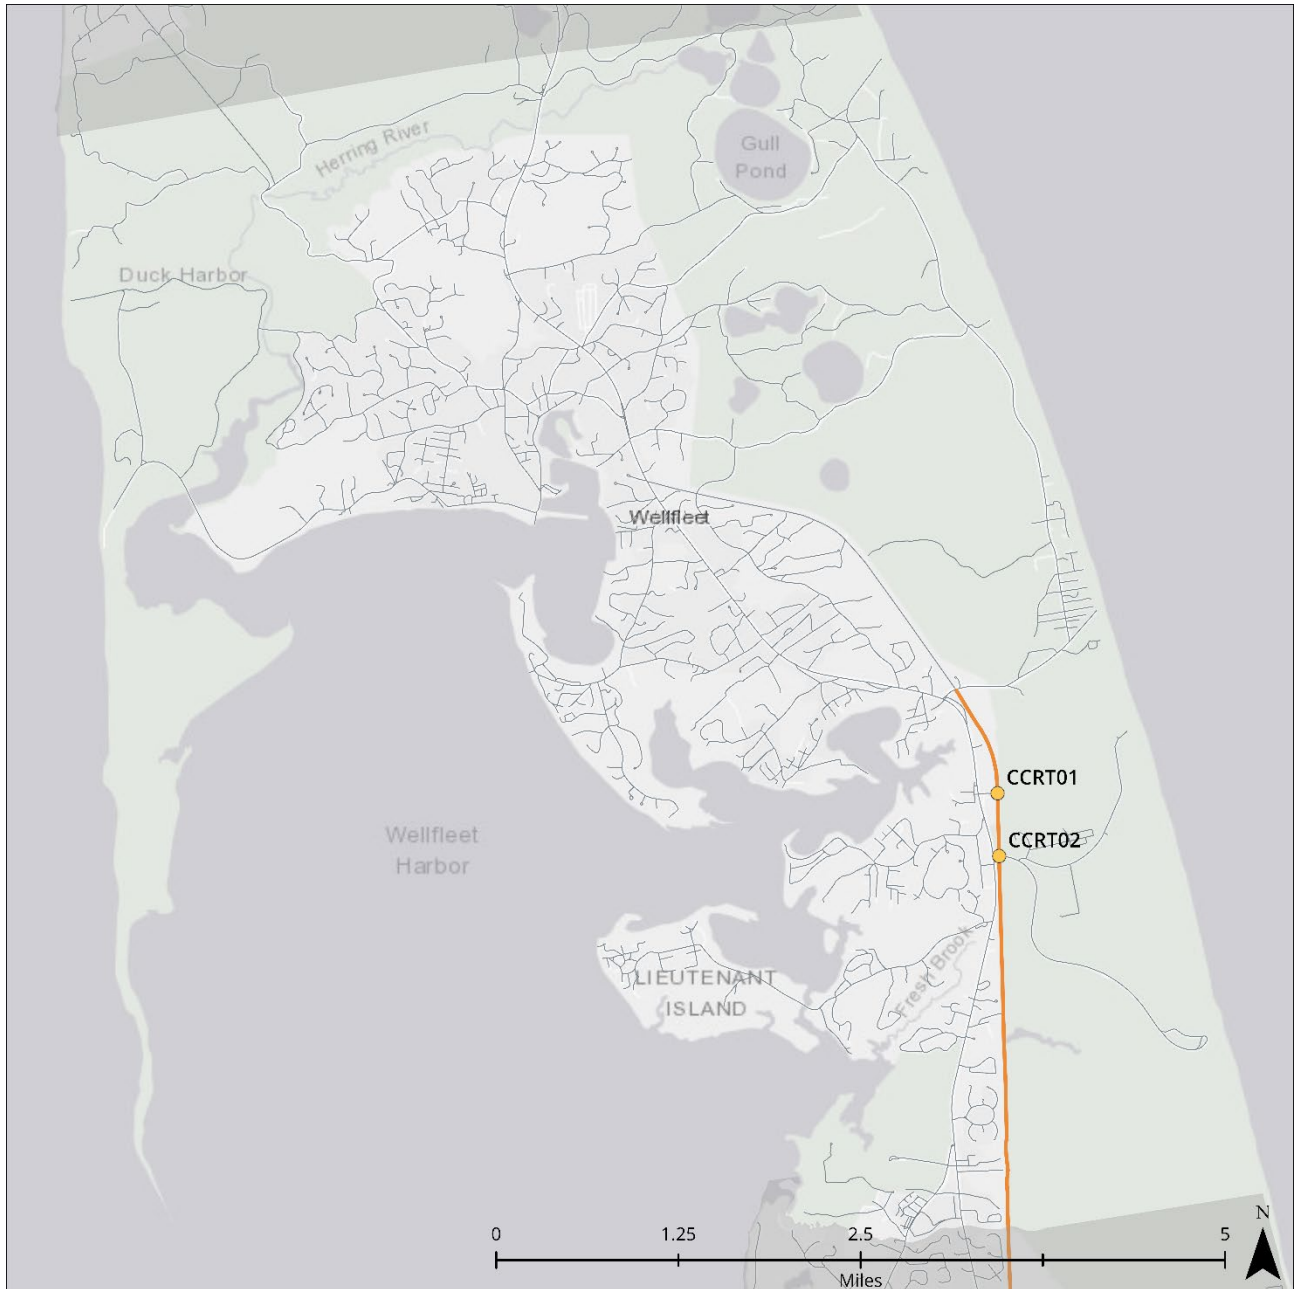 Herring River
Gull
Pond
Duck Harbor
Wellfleet
CCRT01
CCRT02
Wellfleet
Harbor
Fresh Brook
LIEUTENANT
ISLAND
N
0 1.25 2.5 5
Miles